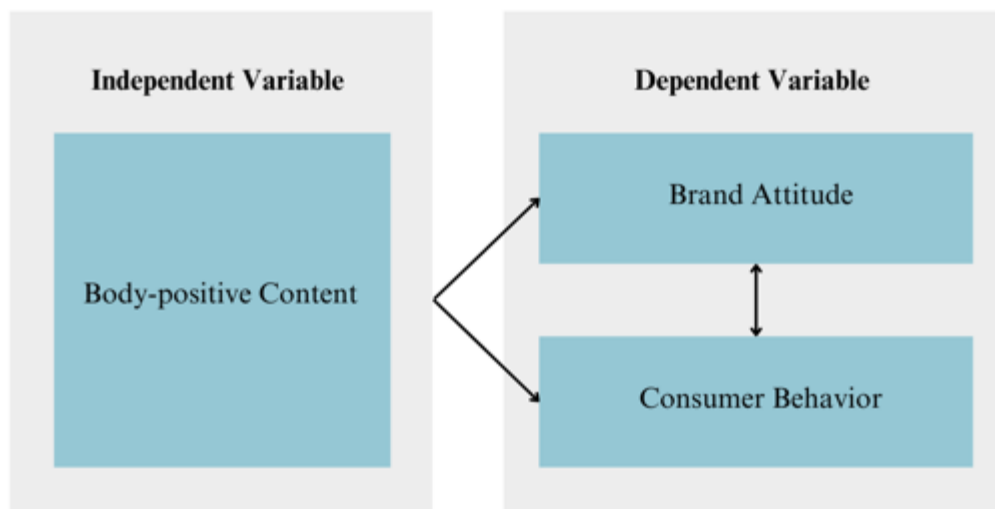 Independent Variable
Body-positive Content
Dependent Variable
Brand Attitude
Consumer Behavior